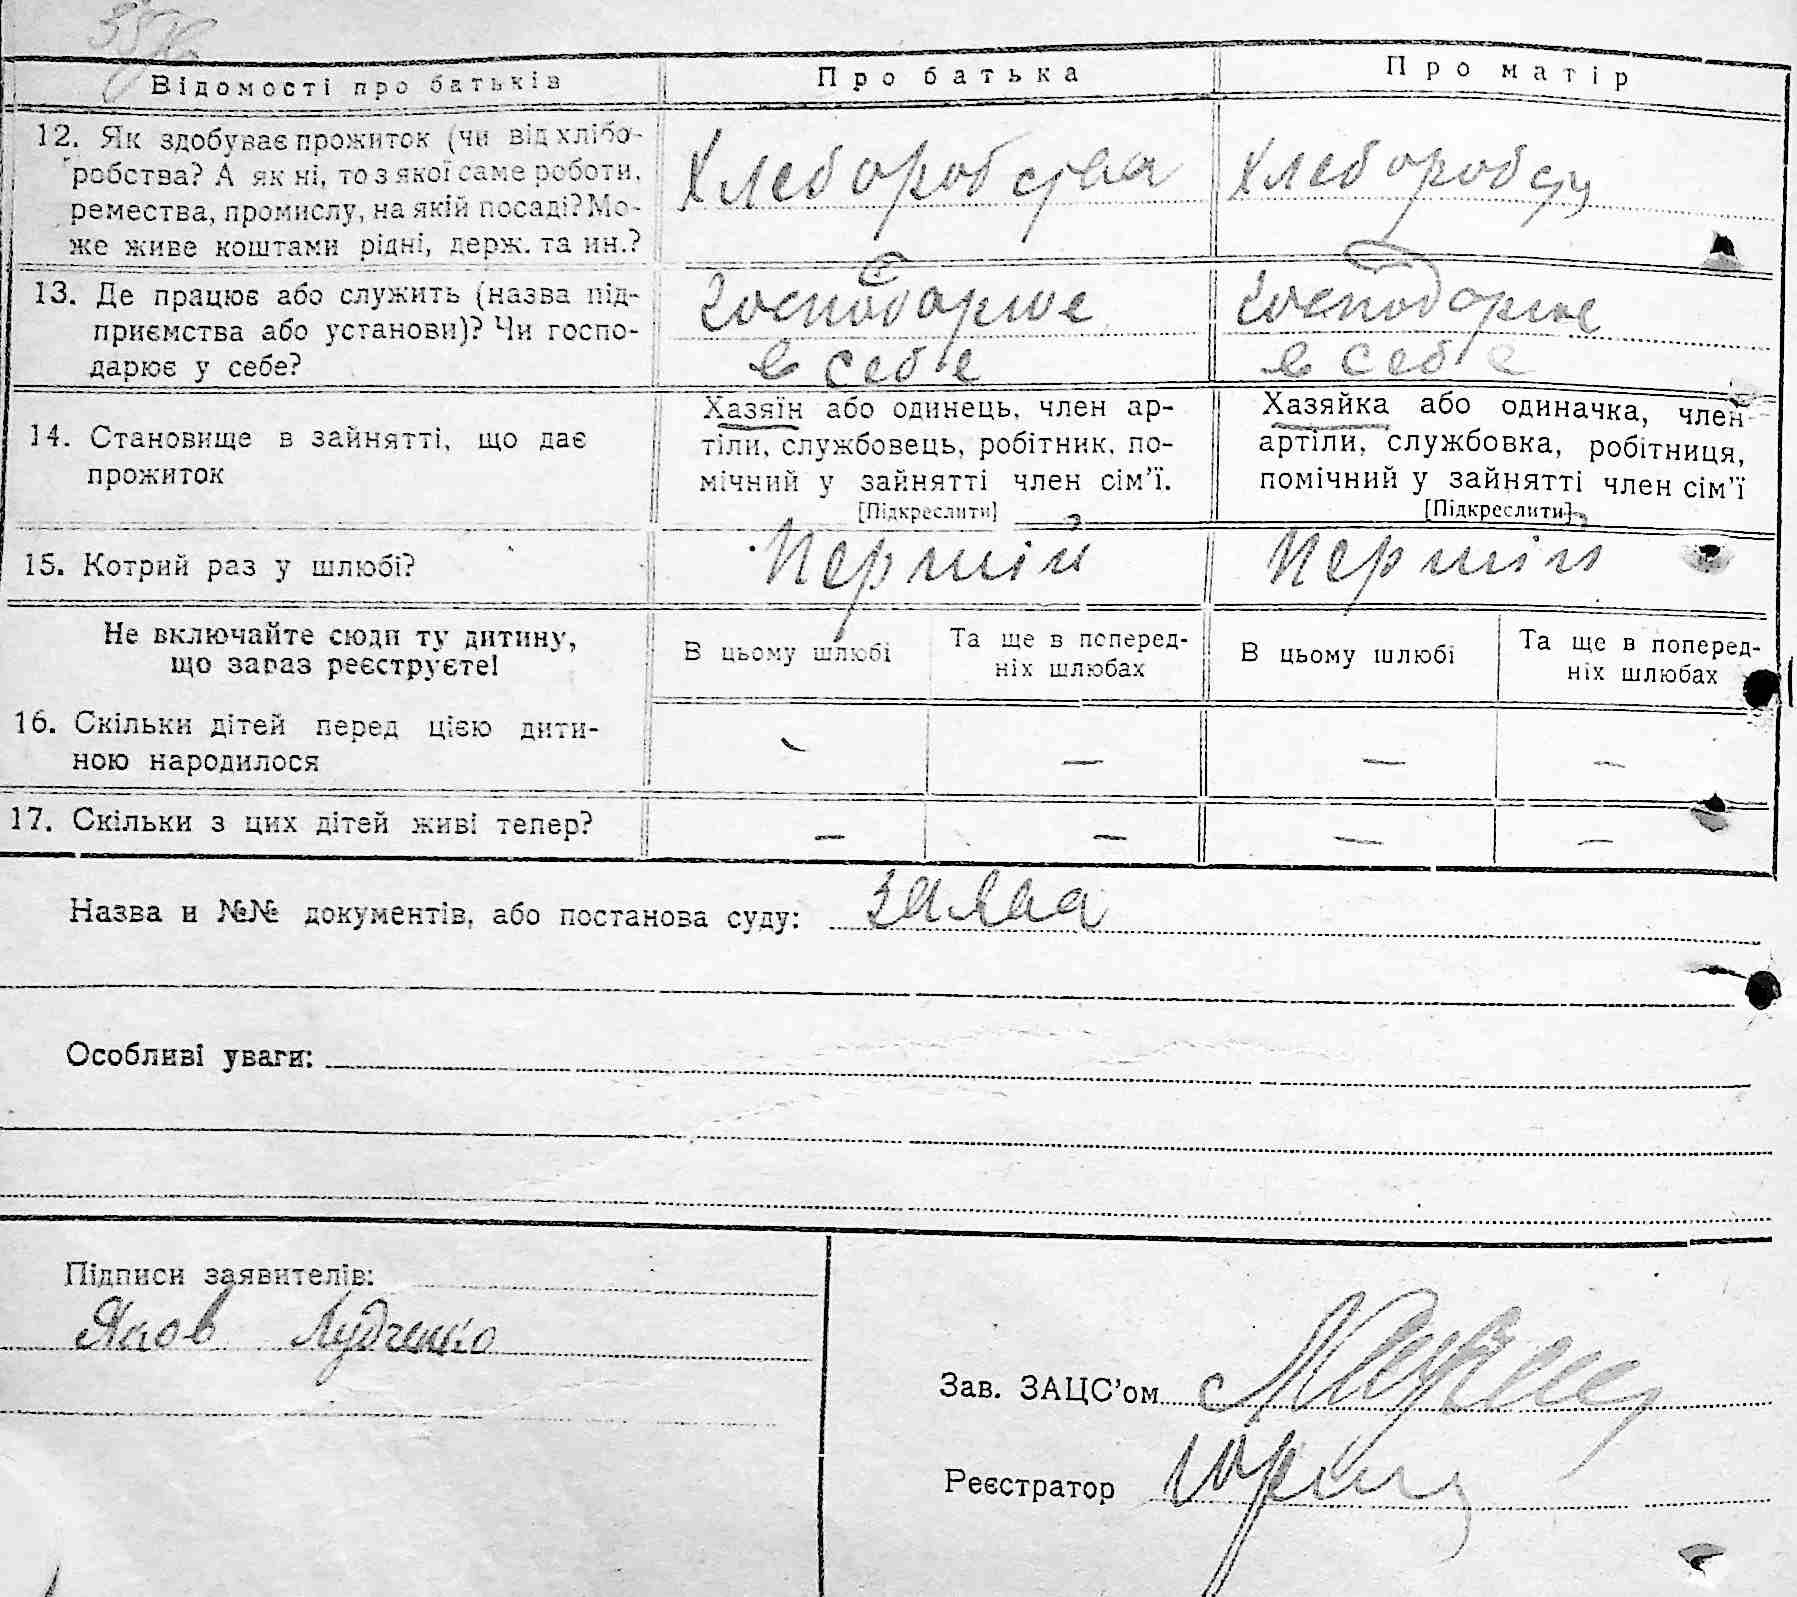 Відомості про батьків
Про батька
Про матір
12. Як здобуває прожиток (чи від хлібо-
робства? А як ні, то з якої саме роботи,
ремества, промислу, на якій посаді? Мо-
же живе коштами рідні, держ. та ин.?
Хлеборобства
Хлеборобст
13. Де працює або служить (назва під-
приємства або установи)? Чи госпо-
дарює у себе?
Господарює
в себе
Господарює
в себе
14. Становище в зайнятті, що дає
прожиток
Хазяїн або одинець, член ар-
тіли, службовець, робітник, по-
мічний у зайнятті член сім'ї.
[Підкреслити]
Хазяйка або одиначка, член
артіли, службовка, робітниця,
помічний у зайнятті член сім'ї
[Підкреслити]
15. Котрий раз у шлюбі?
Першій
Першій
Не включайте сюди ту дитину,
що зараз реєструєте!
В цьому шлюбі
Та ще в поперед-
ніх шлюбах
В цьому шлюбі
Та ще в поперед-
ніх шлюбах
16. Скільки дітей перед цією дити-
ною народилося
— — — —
17. Скільки з цих дітей живі тепер?
— — — —
Назва и №№ документів, або постанова суду: заява
Особливі уваги:
Підписи заявителів:
Яков Лудченко
Зав. ЗАЦС'ом
Реєстратор